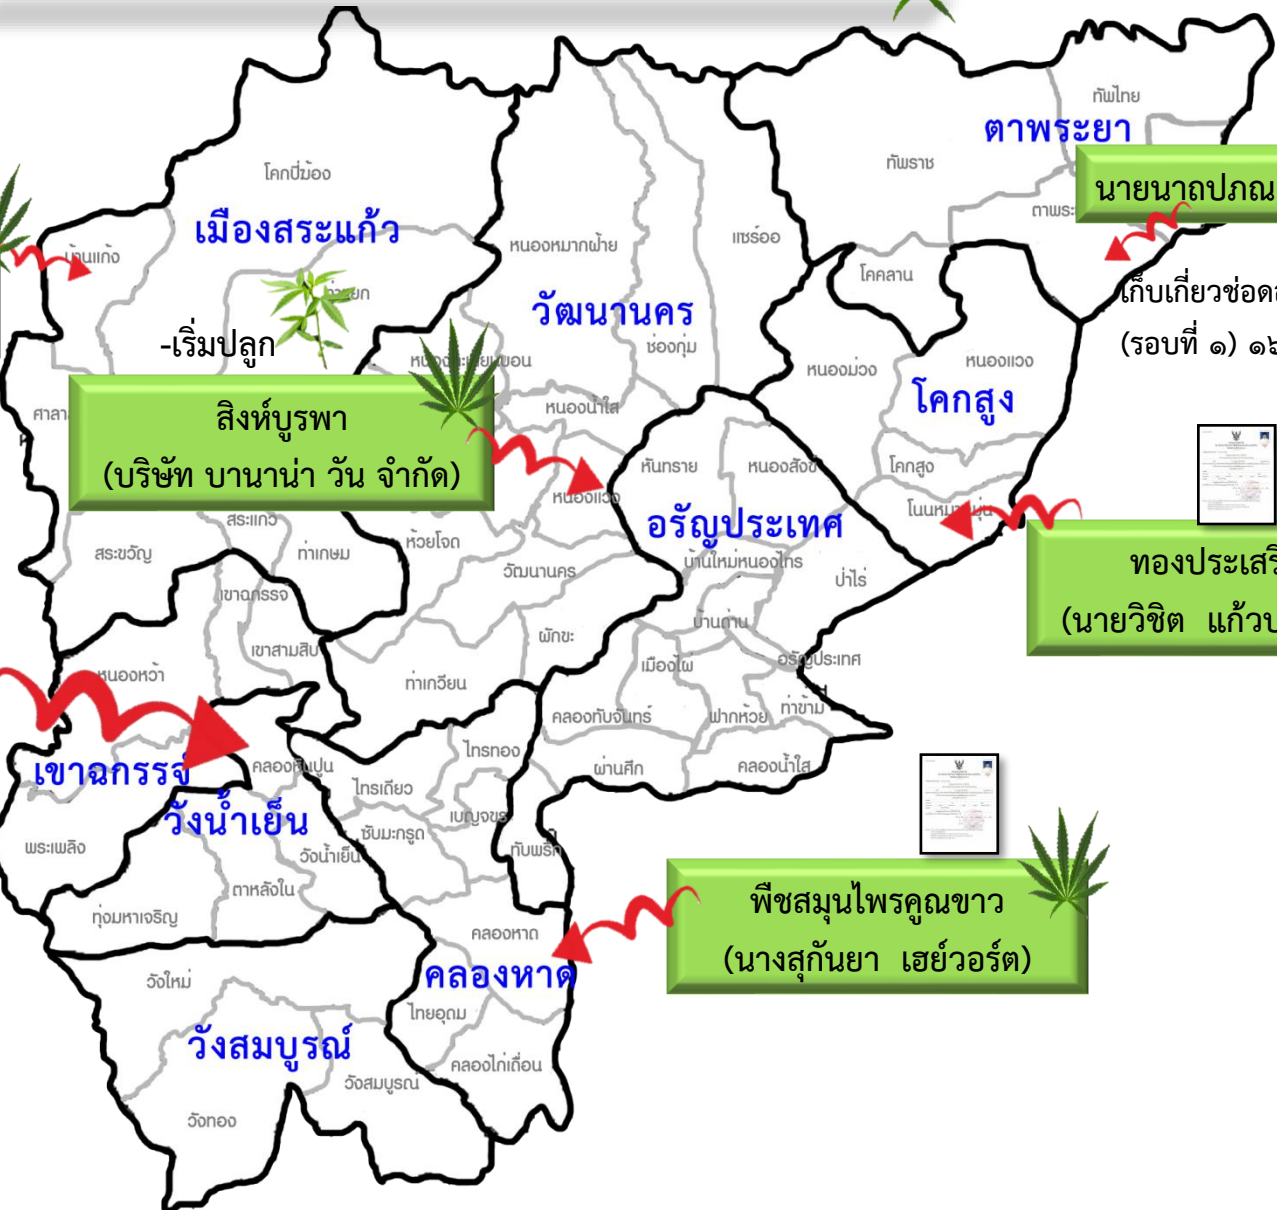 ทัพไทย
ตาพระยา
ทัพราช
โคกปี่ฆ้อง
นายนาถปภณ
ตาพระ
เมืองสระแก้ว
แซร์ออ
หนองหมากฝ้าย
บ้านแก้ง
โคคลาน
เก็บเกี่ยวช่อดอ
วัฒนานคร
-เริ่มปลูก
ช่องกุ่ม
(รอบที่ ๑) ๑๖
หนองแวง
หนองม่วง
โคกสูง
หนองน้ำใส
ศาลา
สิงห์บูรพา
(บริษัท บานาน่า วัน จำกัด)
หันทราย
หนองสังข์
โคกสูง
หนองแวง
โนนหมากมุ่น
สระแก้ว
อรัญประเทศ
ห้วยโจด
สระขวัญ
ท่าเกษม
วัฒนานคร
บ้านใหม่หนองไทร
ป่าไร่
ทองประเสริ
(นายวิชิต แก้วป
เขาฉกรรจ์
บ้านด่าน
ผักขะ
เขาสามสิบ
หนองหว้า
เมืองไผ่
อรัญประเทศ
ท่าเกวียน
ท่าข้าม
คลองทับจันทร์
ฟากห้วย
ไทรทอง
เขาฉกรรจ์
คลองหินปูน
ผ่านศึก
คลองน้ำใส
ไทรเดี่ยว
วังน้ำเย็น
เบญจขร
ซับมะกรูด
พระเพลิง
วังน้ำเย็น
ทับพริก
ตาหลังใน
พืชสมุนไพรคูณขาว
(นางสุกันยา เฮย์วอร์ต)
ทุ่งมหาเจริญ
คลองหาด
คลองหาด
วังใหม่
ไทยอุดม
วังสมบูรณ์
คลองไก่เถื่อน
วังสมบูรณ์
วังทอง